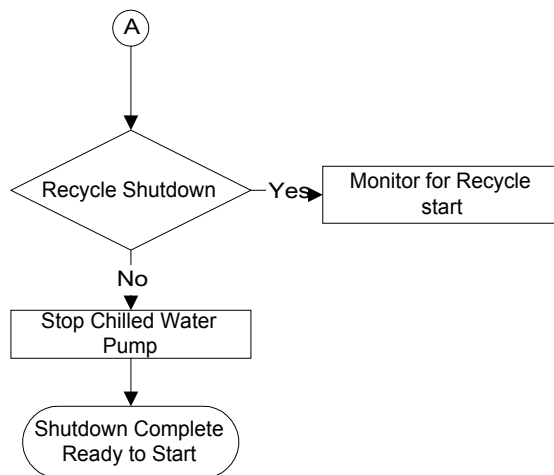 A
Recycle Shutdown
Yes
Monitor for Recycle
start
No
Stop Chilled Water
Pump
Shutdown Complete
Ready to Start